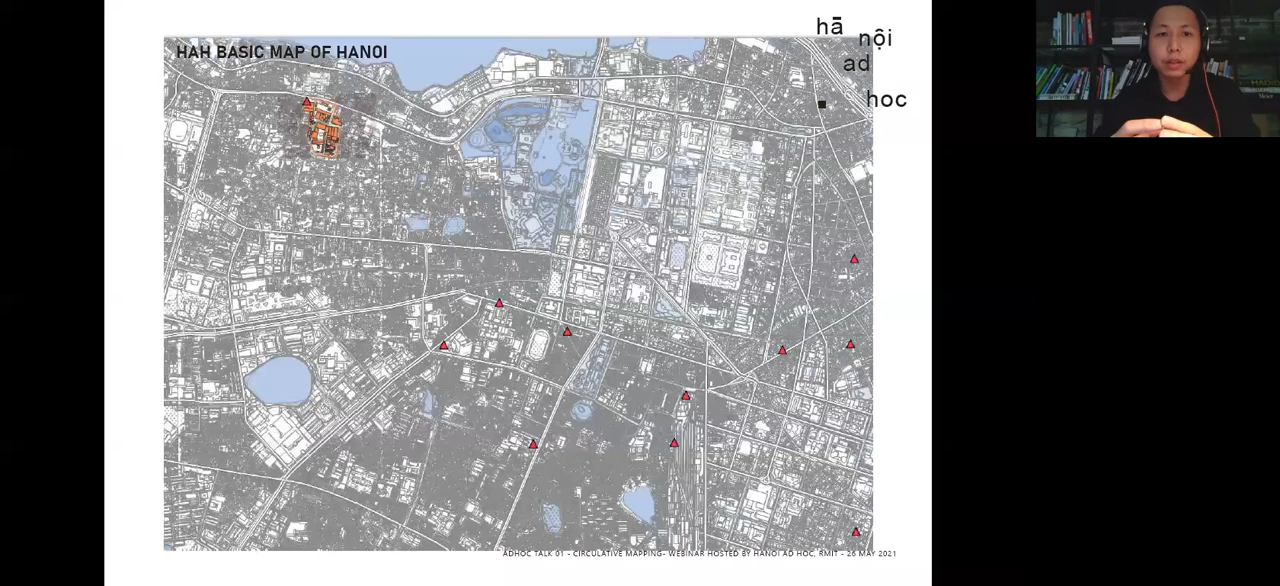 HAH BASIC MAP OF HANOI
hā
nội
ad
hoc
ADHOC TALK 01 - CIRCULATIVE MAPPING- WEBINAR HOSTED BY HANOI AD HOC, RMIT - 26 MAY 2021